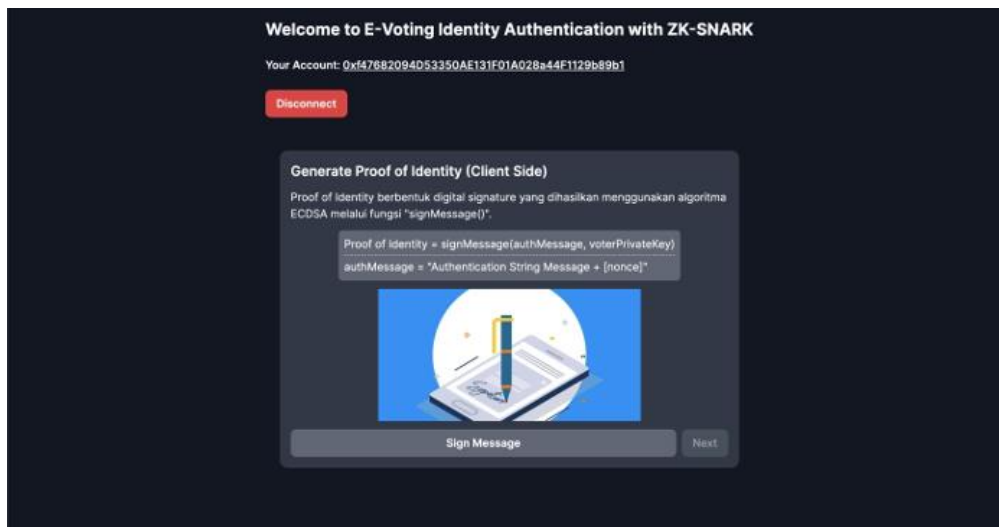 Welcome to E-Voting Identity Authentication with ZK-SNARK
Your Account: 0xf47682094D53350AE131F01A028a44F1129b89b1
Disconnect
Generate Proof of Identity (Client Side)
Proof of Identity berbentuk digital signature yang dihasilkan menggunakan algoritma
ECDSA melalui fungsi "signMessage()".
Proof of Identity = signMessage(authMessage, voterPrivateKey)
authMessage = "Authentication String Message + [nonce]"
Sign Message
Next